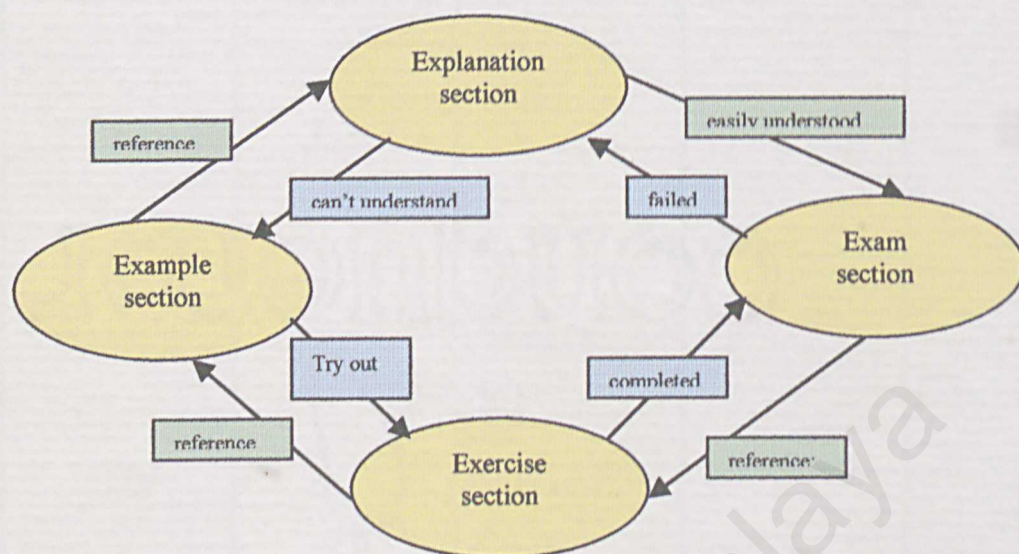 Explanation
section
easily understood
reference
can't understand
failed
Example
section
Exam
section
Try out
completed
reference
reference
Exercise
section
laya